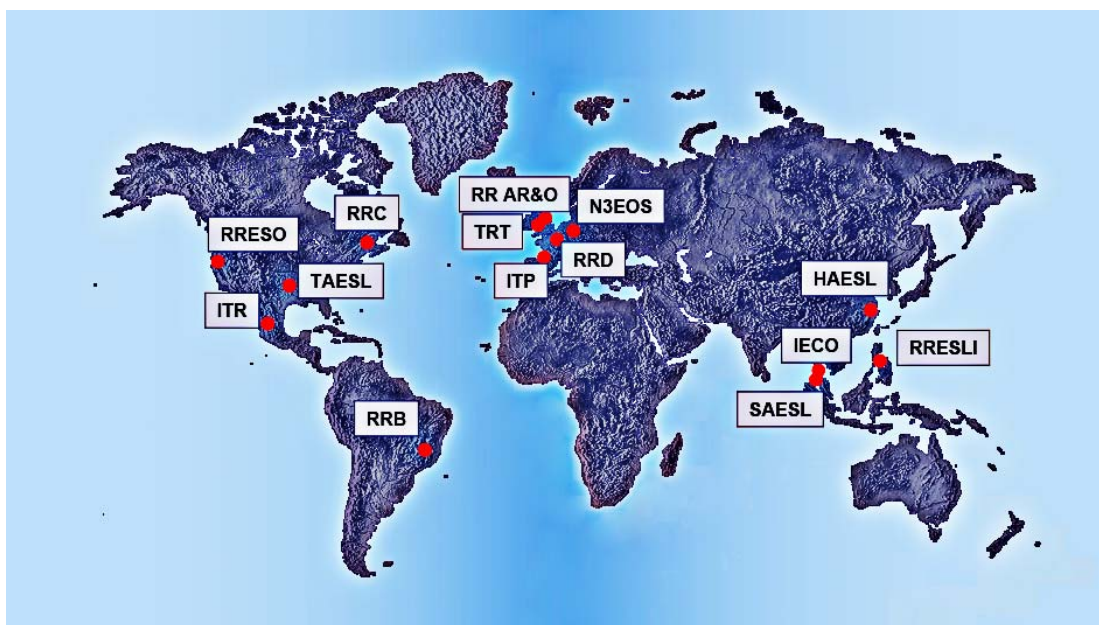 RR AR&O
N3EOS
RRC
TRT
RRESO
ITP
RRD
TAESL
HAESL
ITR
IECO
RRESLI
SAESL
RRB